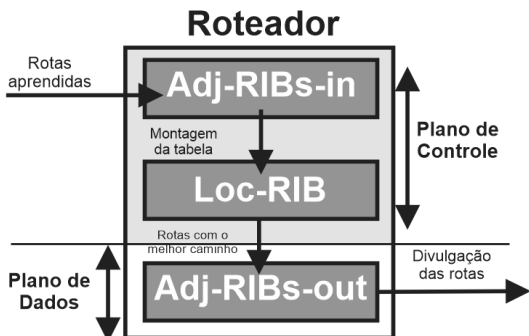 Roteador
Rotas
aprendidas
Adj-RIBs-in
Montagem
da tabela
Plano de
Controle
Loc-RIB
Rotas com o
melhor caminho
Divulgação
das rotas
Plano de
Dados
Adj-RIBs-out